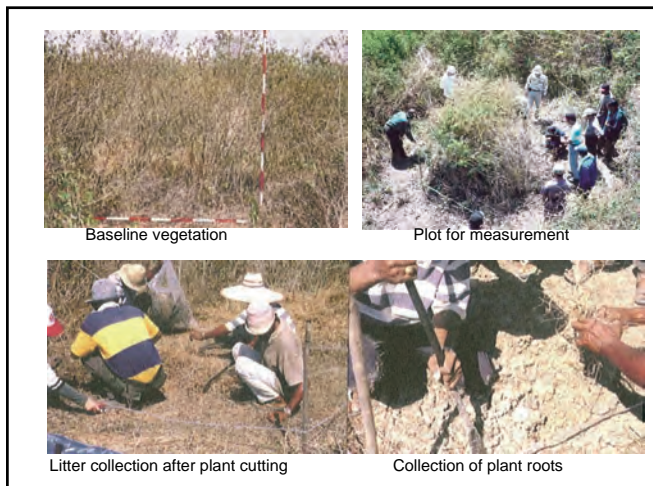 Baseline vegetation
Plot for measurement
Litter collection after plant cutting
Collection of plant roots